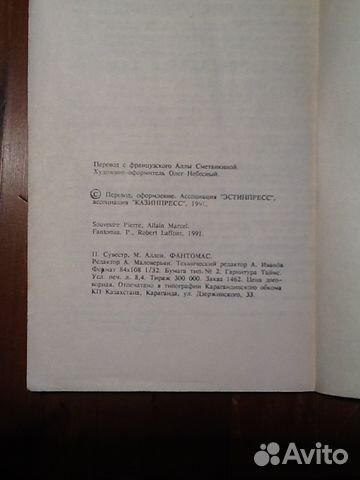 Перевод с французского Аллы Сметанкиной.
Художник-оформитель Олег Небесный.
© Перевод, оформление. Ассоциация "ЭСТИНПРЕСС",
ассоциация "КАЗИНПРЕСС", 1991.
Souvestre Pierre, Allain Marcel.
Fantomas. P., Robert Laffont, 1991.
П. Сувестр, М. Аллен. ФАНТОМАС.
Редактор А. Технический редактор А. Иванов.
Формат 84х108 1/32. Бумага тип. № 2. Гарнитура Таймс.
Усл. печ. л. 8,4. Тираж 300 000. Заказ 1462. Цена дого-
ворная. Отпечатано в типографии Карагандинского обкома
КП Казахстана, Караганда, ул. Дзержинского, 33.
Avito